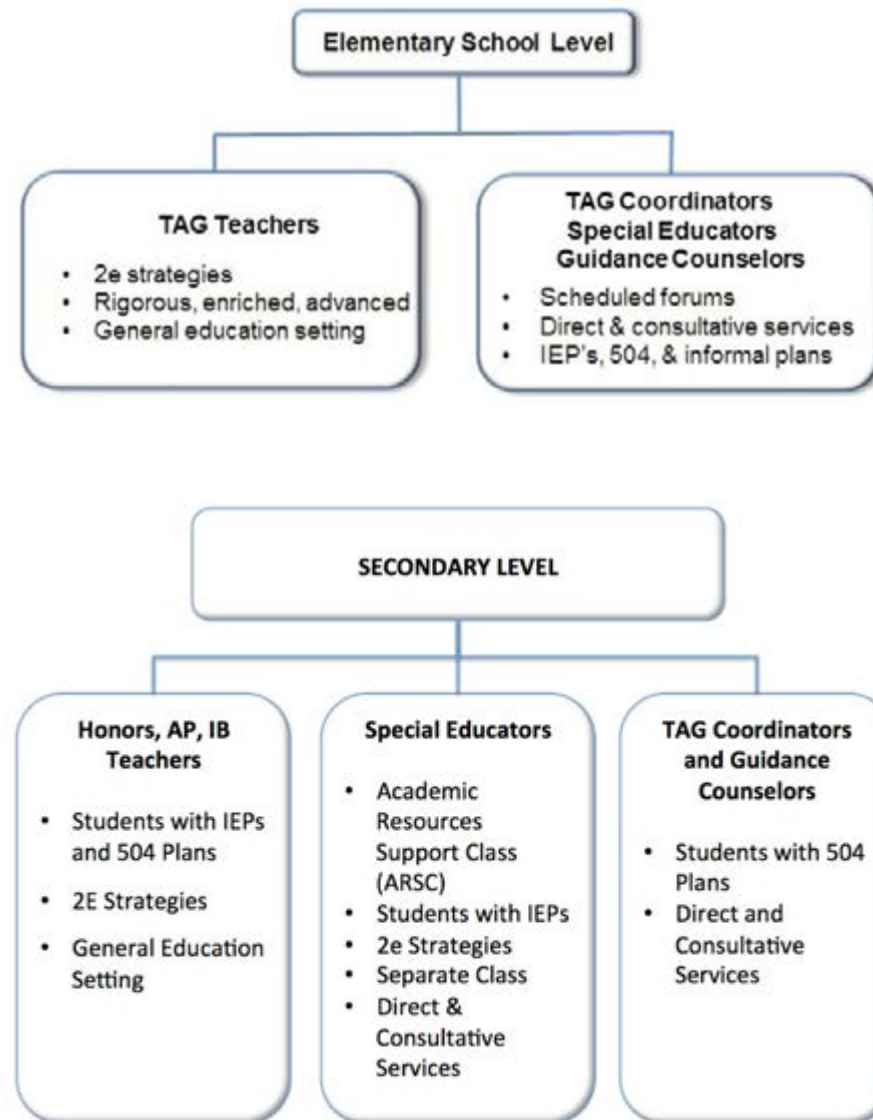 Elementary School Level
TAG Teachers
• 2e strategies
• Rigorous, enriched, advanced
• General education setting
TAG Coordinators
Special Educators
Guidance Counselors
• Scheduled forums
• Direct & consultative services
• IEP's, 504, & informal plans
SECONDARY LEVEL
Honors, AP, IB
Teachers
• Students with IEPs
and 504 Plans
• 2E Strategies
• General Education
Setting
Special Educators
• Academic
Resources
Support Class
(ARSC)
• Students with IEPs
• 2e Strategies
• Separate Class
• Direct &
Consultative
Services
TAG Coordinators
and Guidance
Counselors
• Students with 504
Plans
• Direct and
Consultative
Services